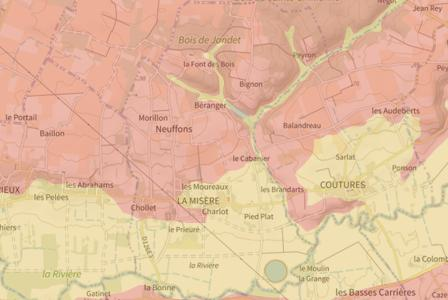 Negot
Jean Rey
Bois de Jandet
Peyron
la Font des Bois
Bignon
Béranger
les Audeberts
le Portail
Morillon
Baillon
Neuffons
Balandreau
le Cabanier
Sarlat
Ponson
les Abrahams
les Moureaux
les Brandarts
COUTURES
les Pelées
LA MISÈRE
Chollet
Charlot
Pied Plat
le Prieuré
la Rivière
la Rivière
le Moulin
la Grange
Gatinet
la Bonne
les Basses Carrières